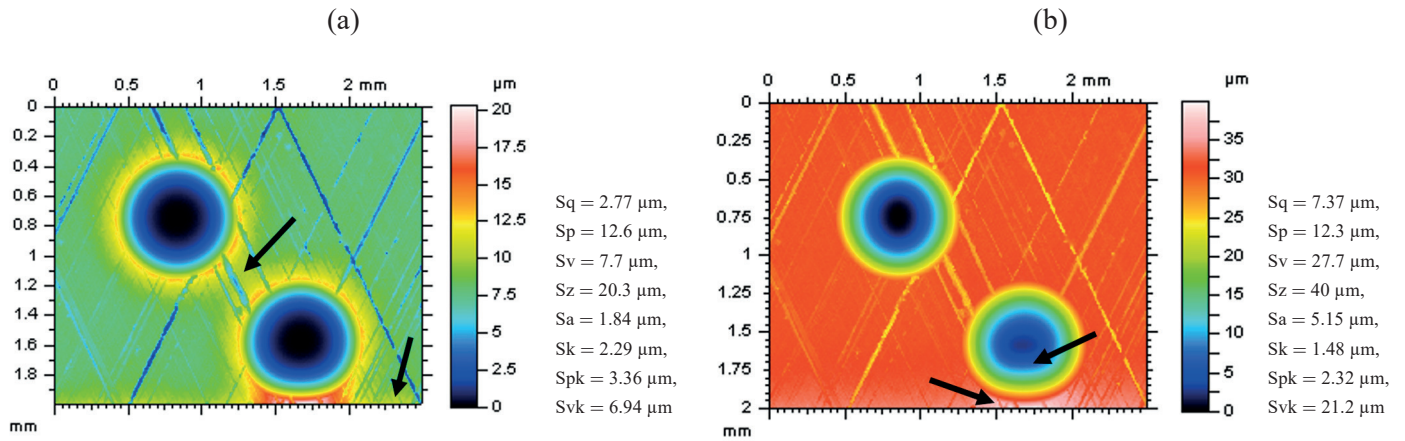 (a)
(b)
0 0.5 1 1.5 2 mm
µm
0
0.2
0.4
0.6
0.8
1
1.2
1.4
1.6
1.8
mm
20
17.5
15
12.5
10
7.5
5
2.5
0
Sq = 2.77 µm,
Sp = 12.6 µm,
Sv = 7.7 µm,
Sz = 20.3 µm,
Sa = 1.84 µm,
Sk = 2.29 µm,
Spk = 3.36 µm,
Svk = 6.94 µm
0 0.5 1 1.5 2 mm
µm
0
0.25
0.5
0.75
1
1.25
1.5
1.75
2
mm
35
30
25
20
15
10
5
0
Sq = 7.37 µm,
Sp = 12.3 µm,
Sv = 27.7 µm,
Sz = 40 µm,
Sa = 5.15 µm,
Sk = 1.48 µm,
Spk = 2.32 µm,
Svk = 21.2 µm